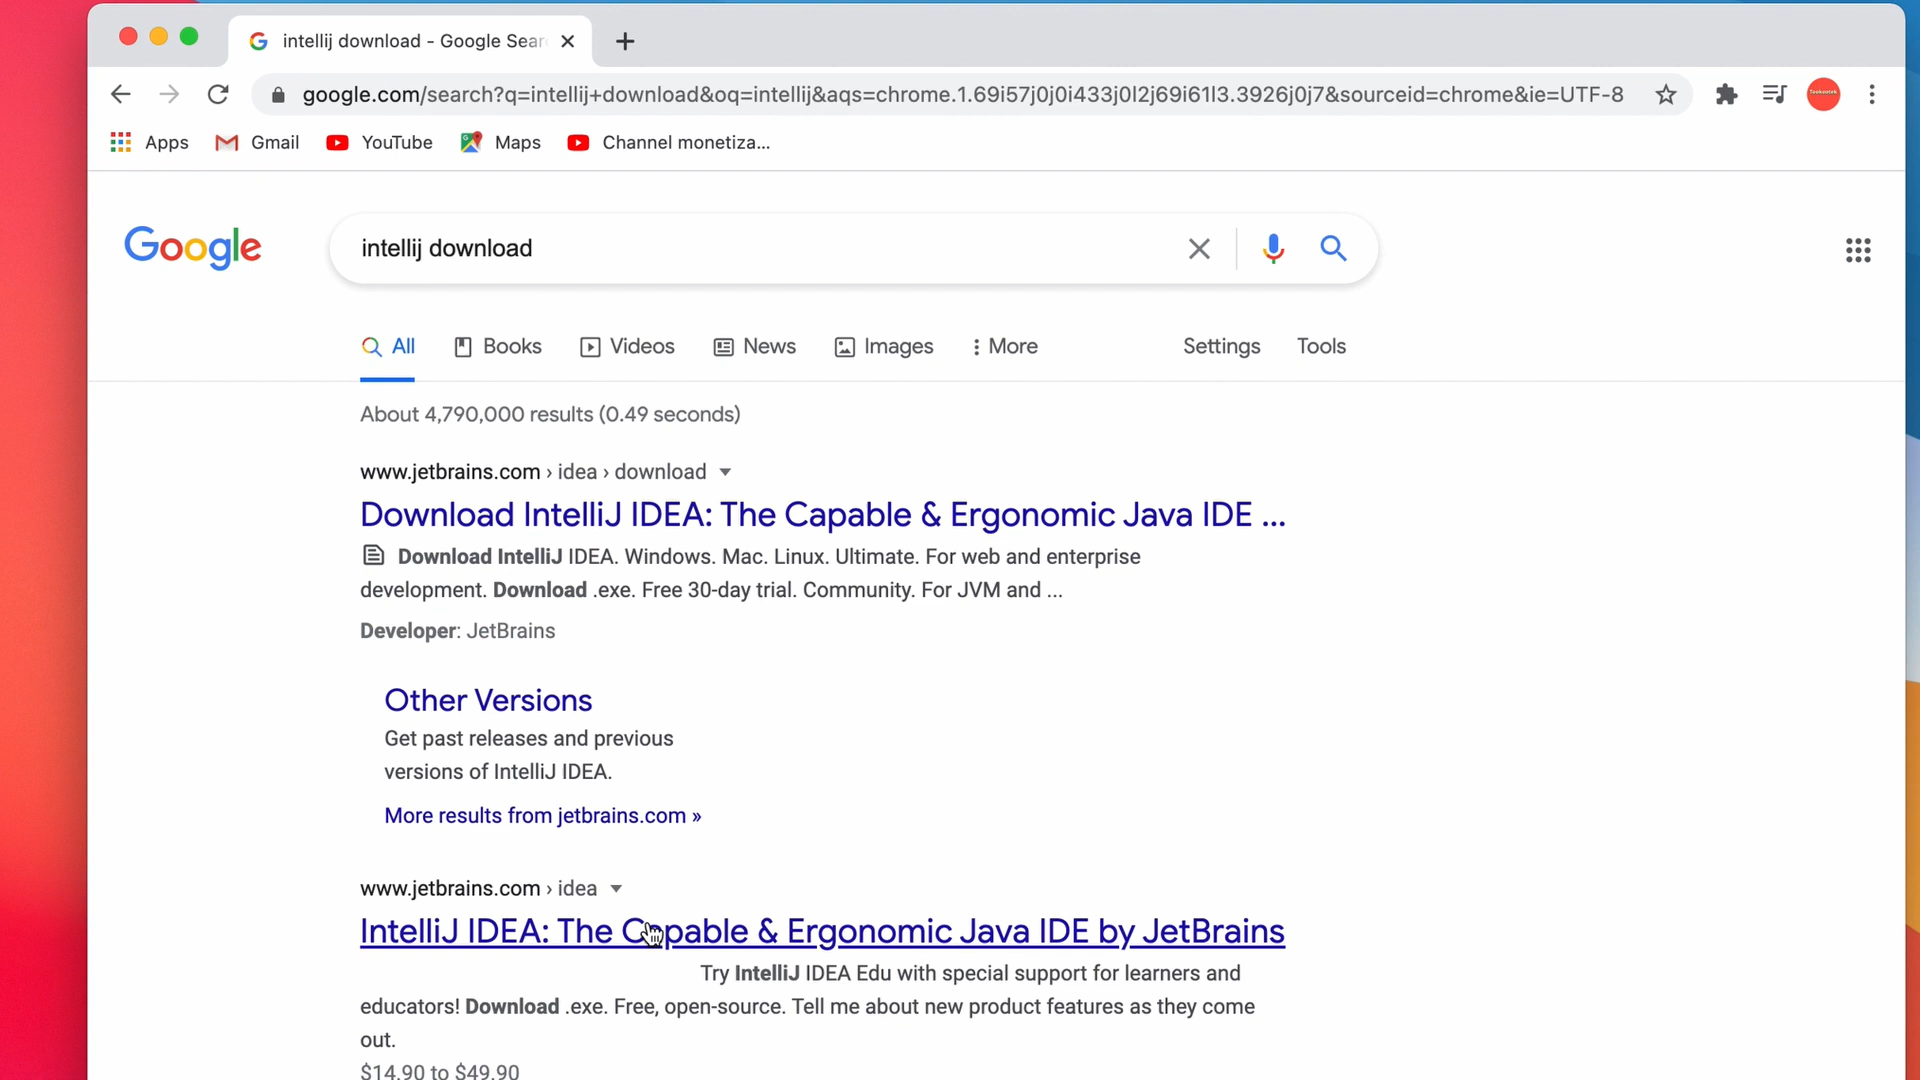 intellij download - Google Sear
google.com/search?q=intellij+download&oq=intellij&aqs=chrome.1.69i57j0j0i433j0l2j69i61l3.3926j0j7&sourceid=chrome&ie=UTF-8
Apps Gmail YouTube Maps Channel monetiza...
Google intellij download
All Books Videos News Images More Settings Tools
About 4,790,000 results (0.49 seconds)
www.jetbrains.com › idea › download
Download IntelliJ IDEA: The Capable & Ergonomic Java IDE ...
Download IntelliJ IDEA. Windows. Mac. Linux. Ultimate. For web and enterprise
development. Download .exe. Free 30-day trial. Community. For JVM and ...
Developer: JetBrains
Other Versions
Get past releases and previous
versions of IntelliJ IDEA.
More results from jetbrains.com »
www.jetbrains.com › idea
IntelliJ IDEA: The Capable & Ergonomic Java IDE by JetBrains
Try IntelliJ IDEA Edu with special support for learners and
educators! Download .exe. Free, open-source. Tell me about new product features as they come
out.
$14.90 to $49.90